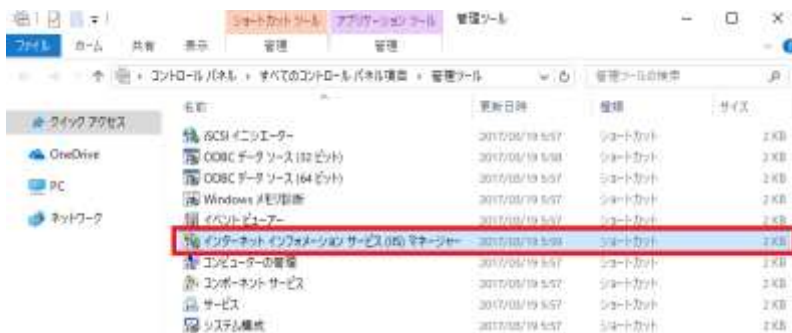 ショートカット ツール アプリケーション ツール 管理ツール
ファイル ホーム 共有 表示 管理 管理
コントロール パネル すべてのコントロール パネル項目 管理ツール 管理ツールの検索
名前 更新日時 種類 サイズ
クイック アクセス
OneDrive
PC
ネットワーク
iSCSI イニシエーター ショートカット 2 KB
ODBC データ ソース (32 ビット) ショートカット 2 KB
ODBC データ ソース (64 ビット) ショートカット 2 KB
Windows メモリ診断 ショートカット 2 KB
イベント ビューアー ショートカット 2 KB
インターネット インフォメーション サービス (IIS) マネージャー ショートカット 2 KB
コンピューターの管理 ショートカット 2 KB
コンポーネント サービス ショートカット 2 KB
サービス ショートカット 2 KB
システム構成 ショートカット 2 KB